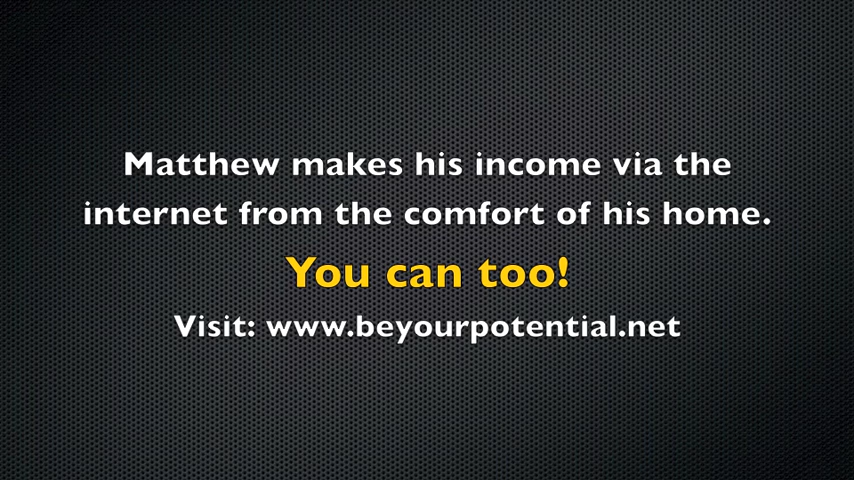 Matthew makes his income via the
internet from the comfort of his home.
You can too!
Visit: www.beyourpotential.net